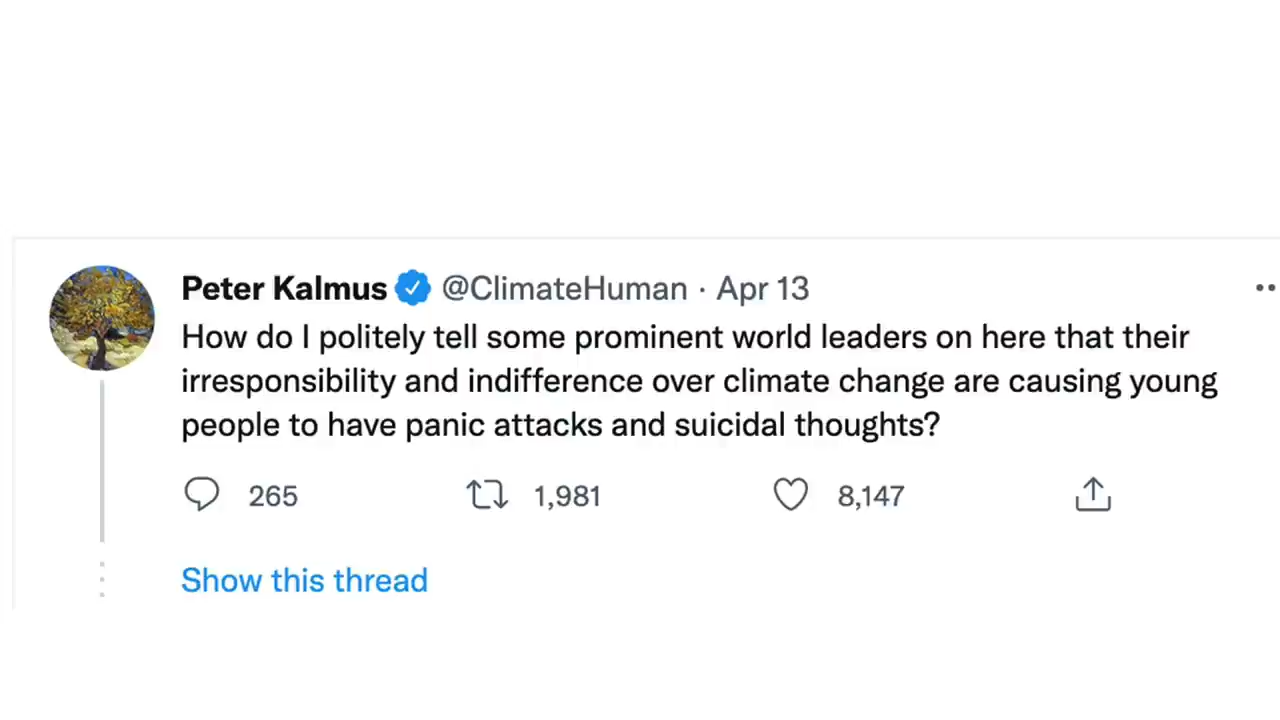 Peter Kalmus @ClimateHuman · Apr 13
How do I politely tell some prominent world leaders on here that their
irresponsibility and indifference over climate change are causing young
people to have panic attacks and suicidal thoughts?
265 1,981 8,147
Show this thread